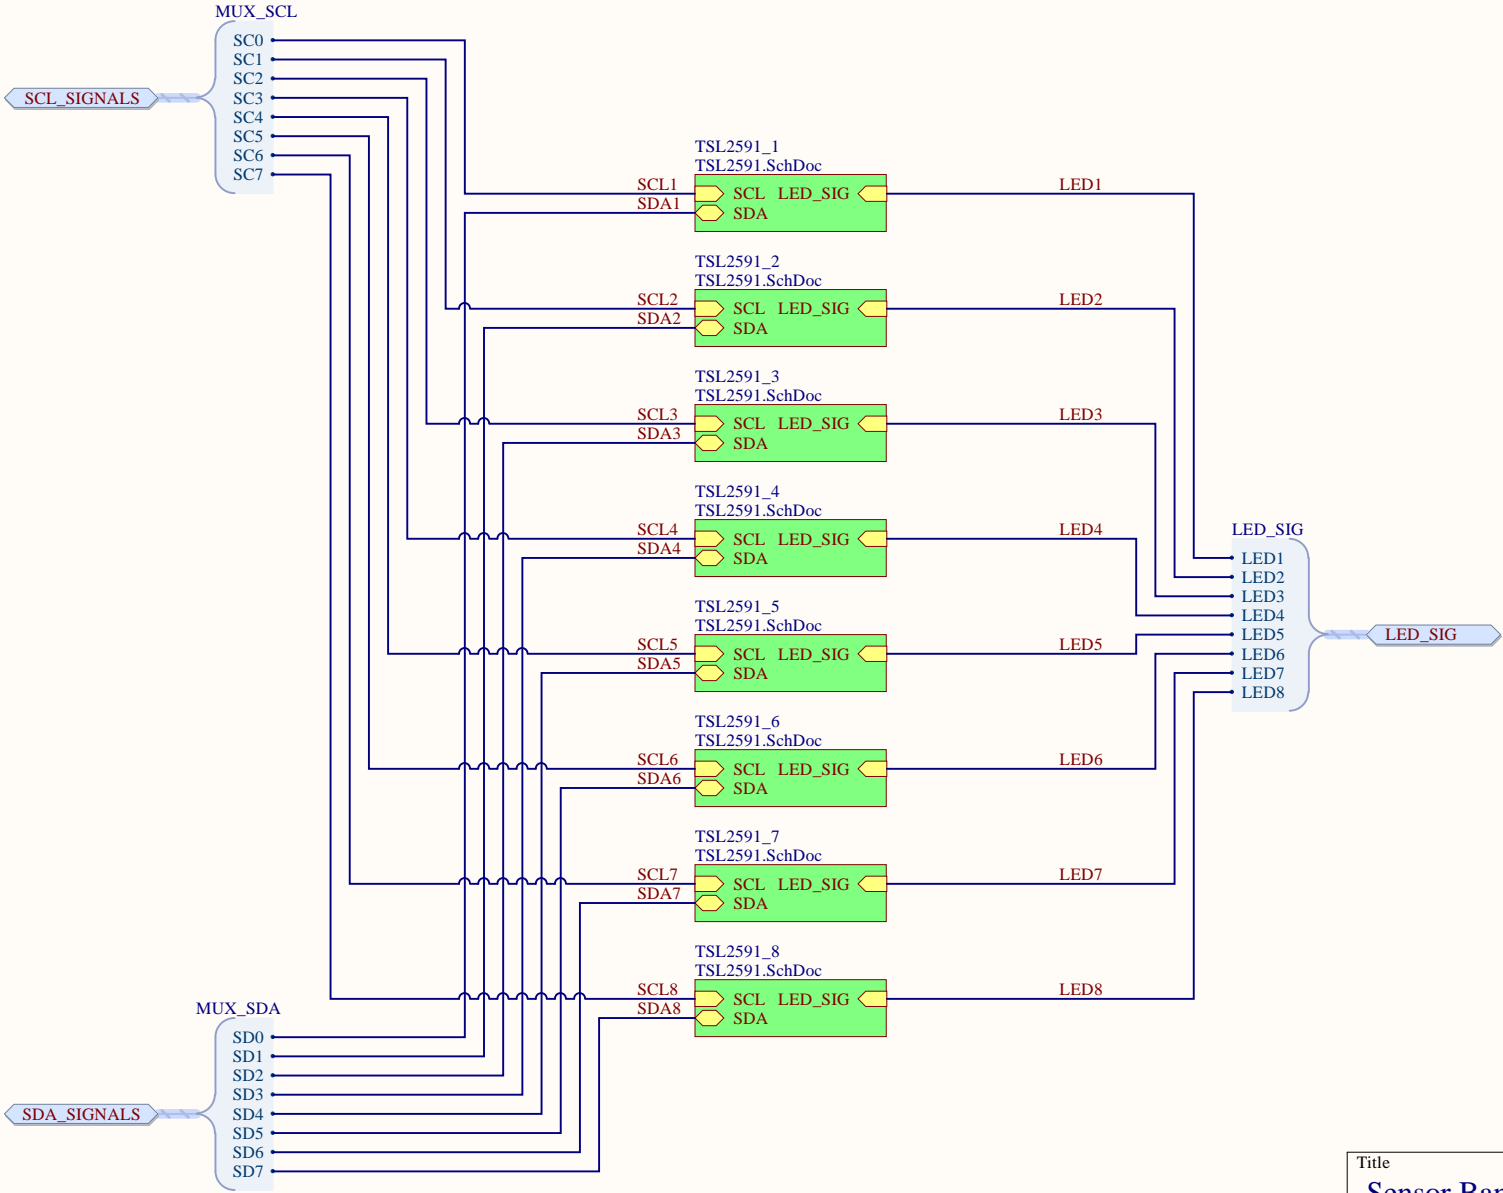 MUX_SCL
SC0
SC1
SC2
SC3
SC4
SC5
SC6
SC7
SCL_SIGNALS
TSL2591_1
TSL2591.SchDoc
SCL1
SDA1
SCL LED_SIG
SDA
LED1
TSL2591_2
TSL2591.SchDoc
SCL2
SDA2
SCL LED_SIG
SDA
LED2
TSL2591_3
TSL2591.SchDoc
SCL3
SDA3
SCL LED_SIG
SDA
LED3
TSL2591_4
TSL2591.SchDoc
SCL4
SDA4
SCL LED_SIG
SDA
LED4
TSL2591_5
TSL2591.SchDoc
SCL5
SDA5
SCL LED_SIG
SDA
LED5
TSL2591_6
TSL2591.SchDoc
SCL6
SDA6
SCL LED_SIG
SDA
LED6
TSL2591_7
TSL2591.SchDoc
SCL7
SDA7
SCL LED_SIG
SDA
LED7
TSL2591_8
TSL2591.SchDoc
SCL8
SDA8
SCL LED_SIG
SDA
LED8
LED_SIG
LED1
LED2
LED3
LED4
LED5
LED6
LED7
LED8
LED_SIG
MUX_SDA
SD0
SD1
SD2
SD3
SD4
SD5
SD6
SD7
SDA_SIGNALS
Title
Sensor